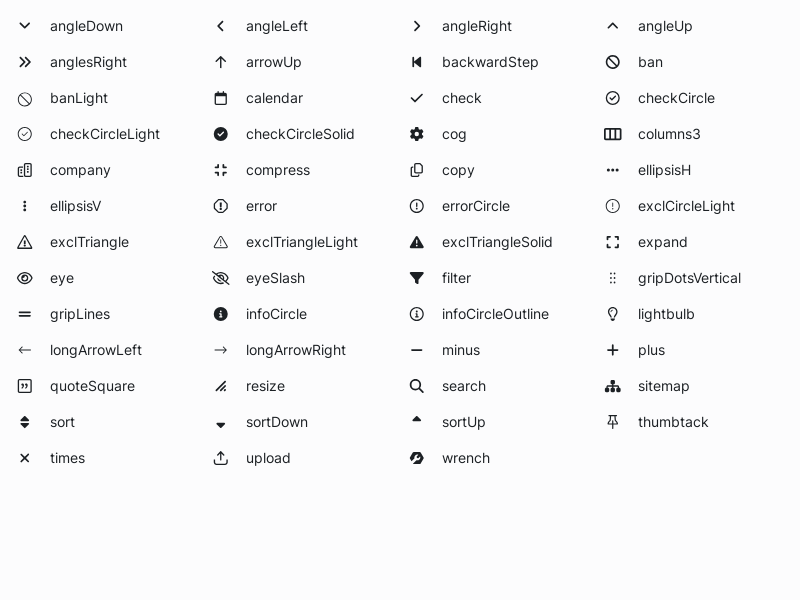 angleDown angleLeft angleRight angleUp
anglesRight arrowUp backwardStep ban
banLight calendar check checkCircle
checkCircleLight checkCircleSolid cog columns3
company compress copy ellipsisH
ellipsisV error errorCircle exclCircleLight
exclTriangle exclTriangleLight exclTriangleSolid expand
eye eyeSlash filter gripDotsVertical
gripLines infoCircle infoCircleOutline lightbulb
longArrowLeft longArrowRight minus plus
quoteSquare resize search sitemap
sort sortDown sortUp thumbtack
times upload wrench